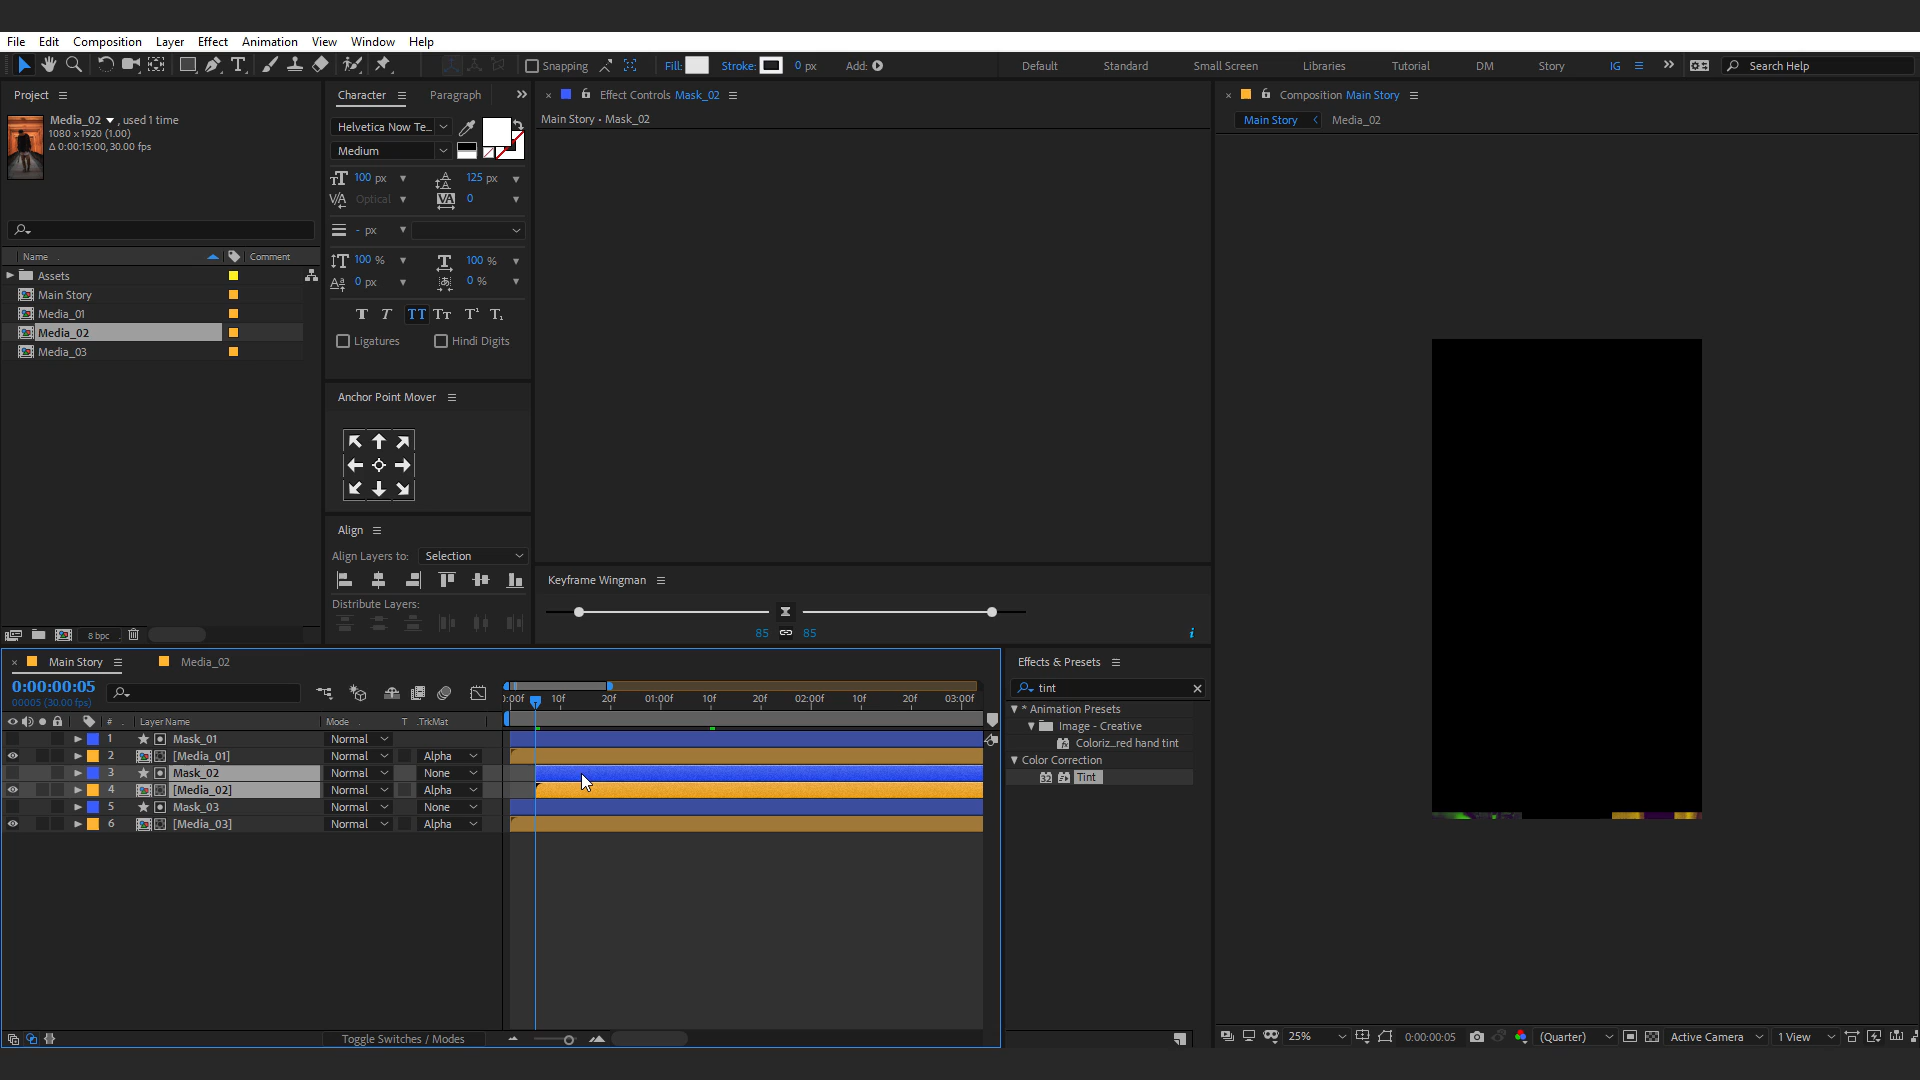 File Edit Composition Layer Effect Animation View Window Help
Snapping Fill: Stroke: 0 px Add: Default Standard Small Screen Libraries Tutorial DM Story IG Search Help
Project
Media_02 , used 1 time
1080 x1920 (1.00)
Δ 0:00:15:00, 30.00 fps
Name Comment
Assets
Main Story
Media_01
Media_02
Media_03
8 bpc
Character Paragraph
Helvetica Now Te...
Medium
100 px 125 px
Optical 0
- px
100 % 100 %
0 px 0 %
Ligatures Hindi Digits
Anchor Point Mover
Align
Align Layers to: Selection
Distribute Layers:
Effect Controls Mask_02
Main Story • Mask_02
Keyframe Wingman
85 85
Composition Main Story
Main Story Media_02
25% 0:00:00:05 (Quarter) Active Camera 1 View
Main Story Media_02
0:00:00:05
00005 (30.00 fps)
):00f 10f 20f 01:00f 10f 20f 02:00f 10f 20f 03:00f
# Layer Name Mode T .TrkMat
1 Mask_01 Normal
2 [Media_01] Normal Alpha
3 Mask_02 Normal None
4 [Media_02] Normal Alpha
5 Mask_03 Normal None
6 [Media_03] Normal Alpha
Toggle Switches / Modes
Effects & Presets
tint
* Animation Presets
Image - Creative
Coloriz...red hand tint
Color Correction
32 Tint